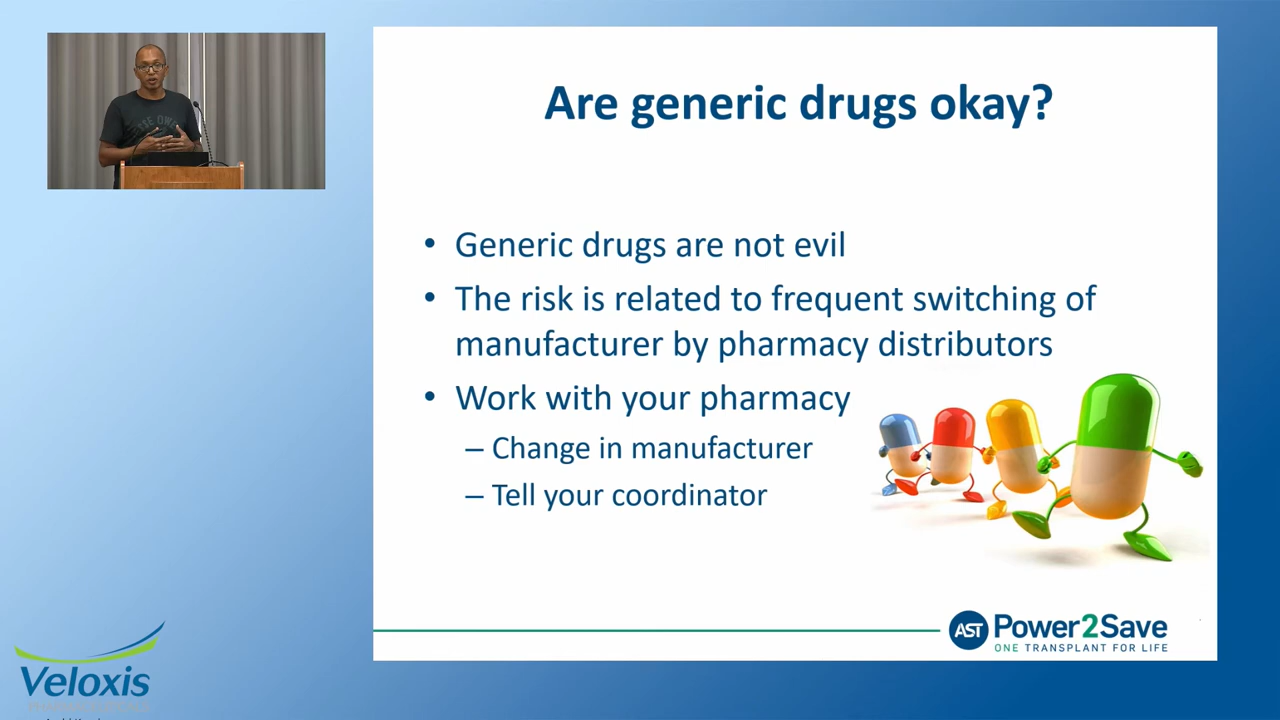 Are generic drugs okay?
• Generic drugs are not evil
• The risk is related to frequent switching of
manufacturer by pharmacy distributors
• Work with your pharmacy
– Change in manufacturer
– Tell your coordinator
AST Power2Save
ONE TRANSPLANT FOR LIFE
Veloxis
PHARMACEUTICALS